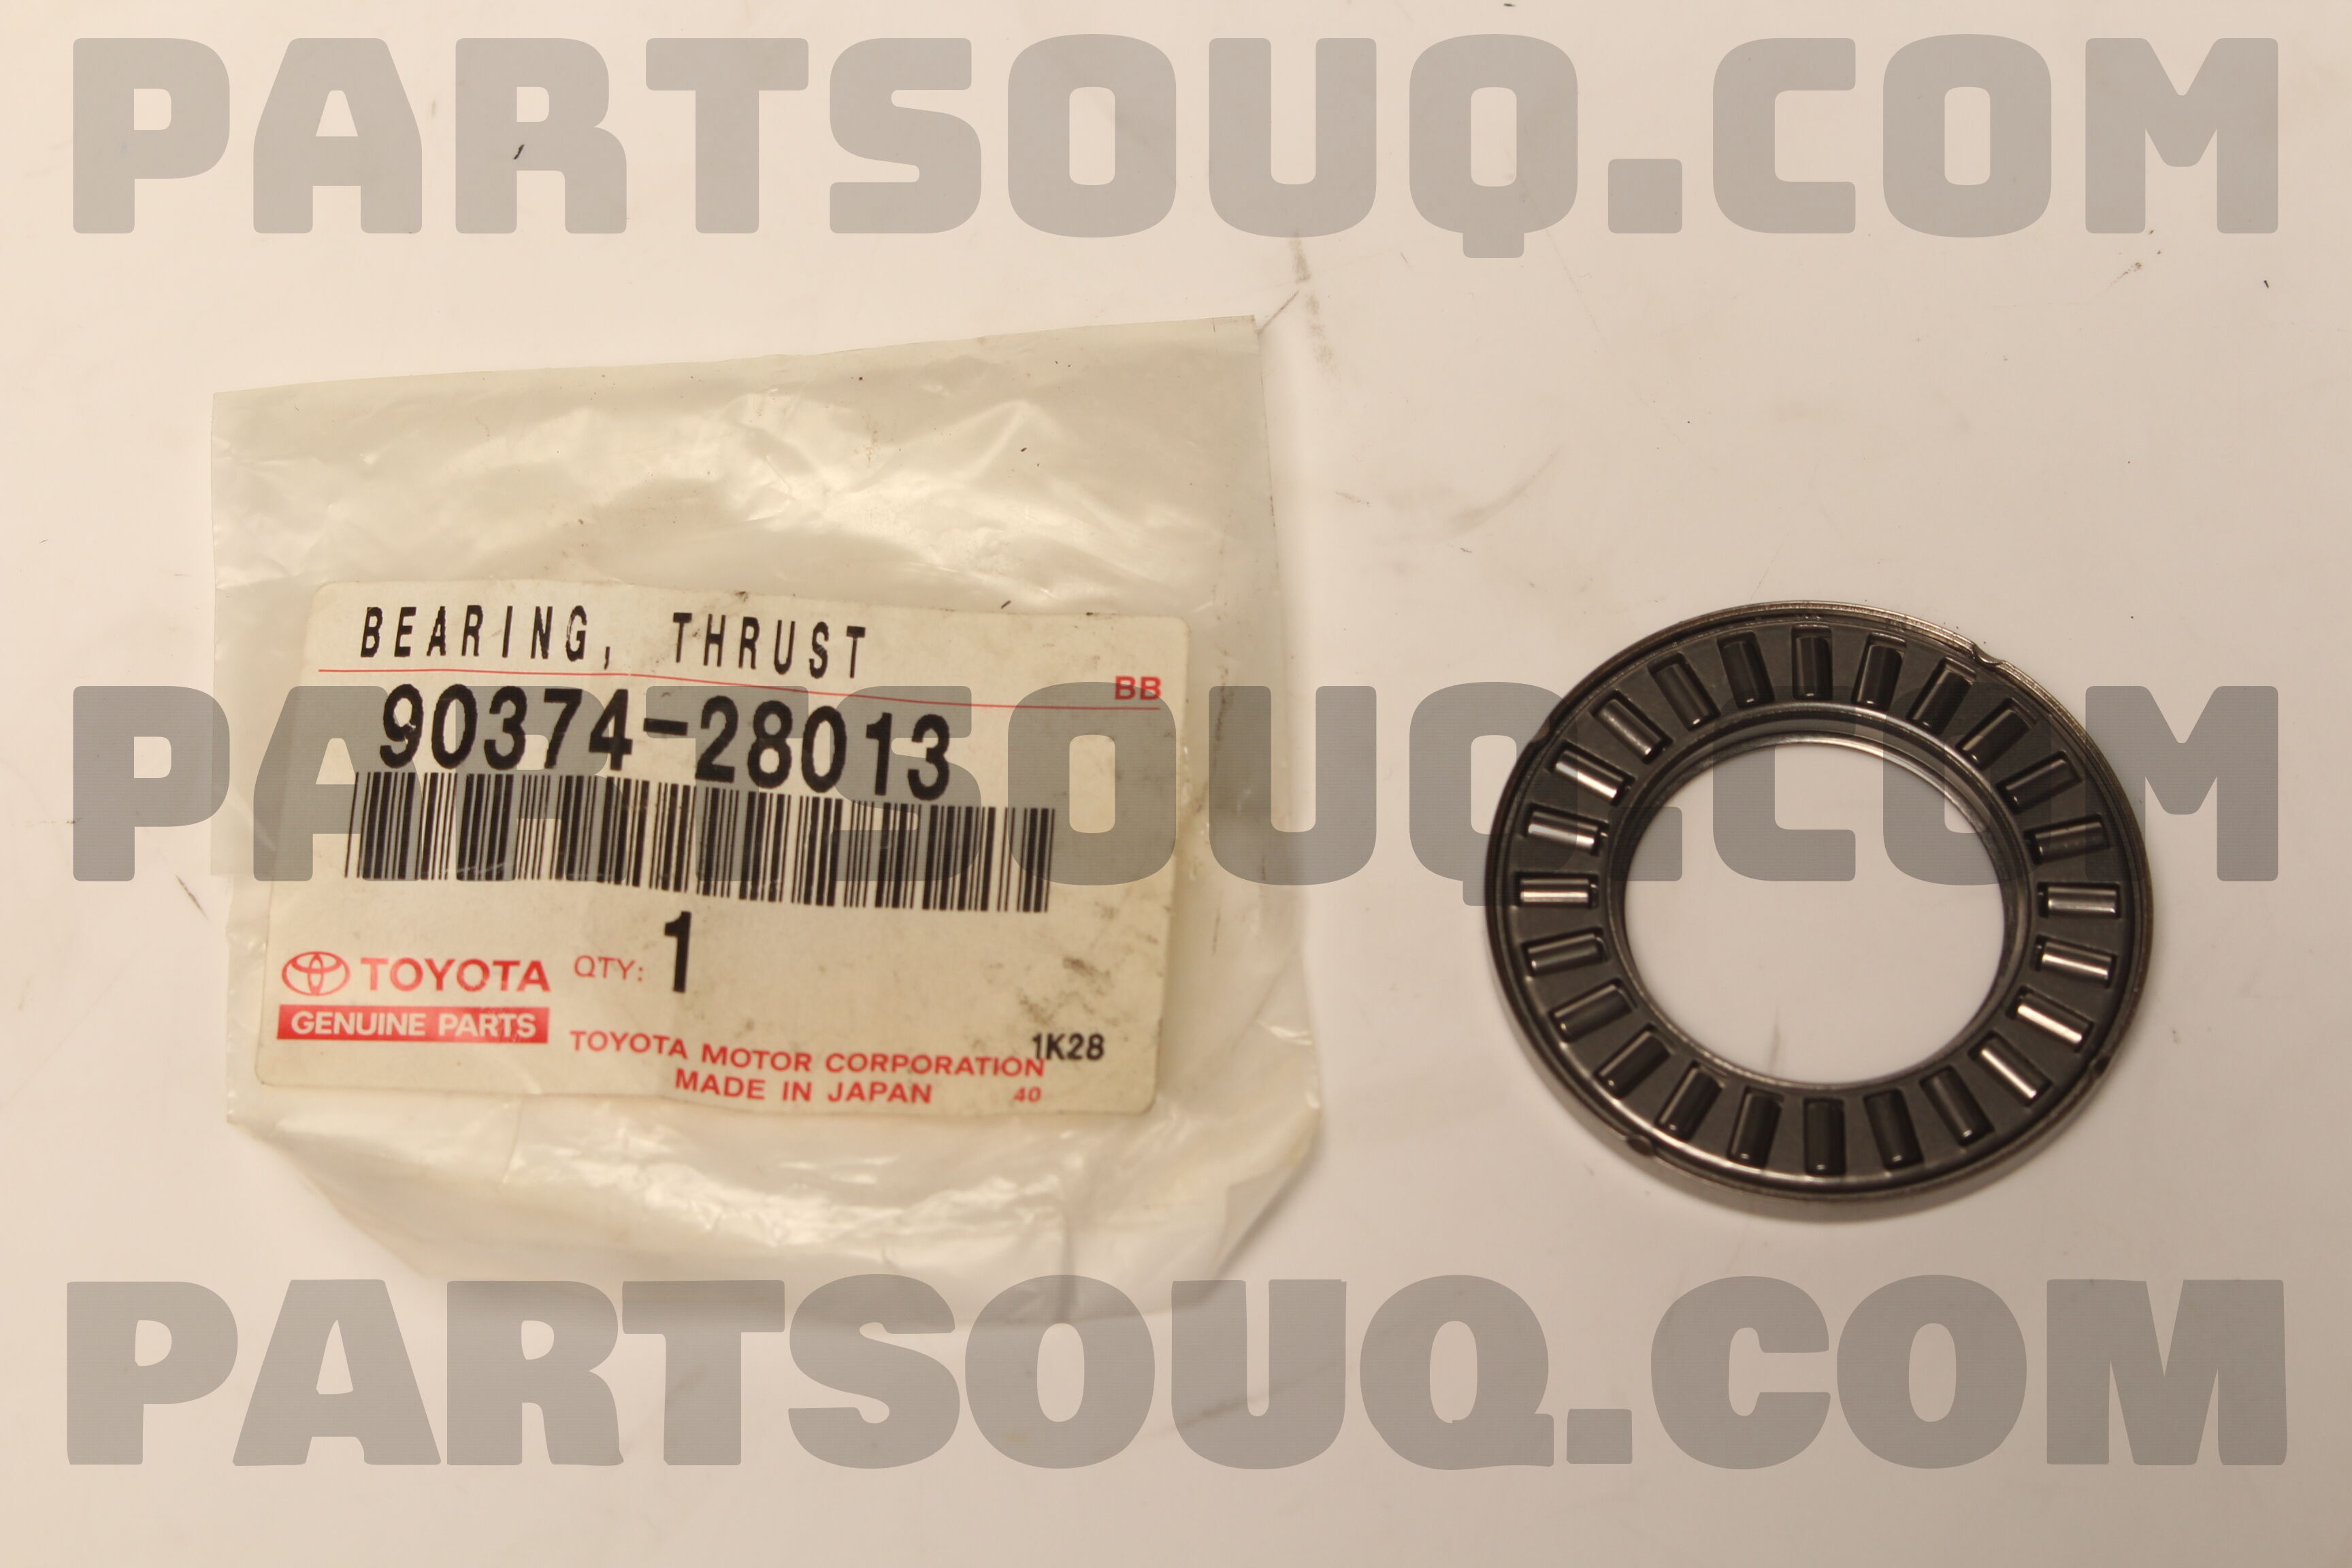 PARTSOUQ.COM
BEARING, THRUST
BB
90374-28013
PARTSOUQ.COM
1
TOYOTA QTY:
GENUINE PARTS
1K28
TOYOTA MOTOR CORPORATION
MADE IN JAPAN 40
PARTSOUQ.COM